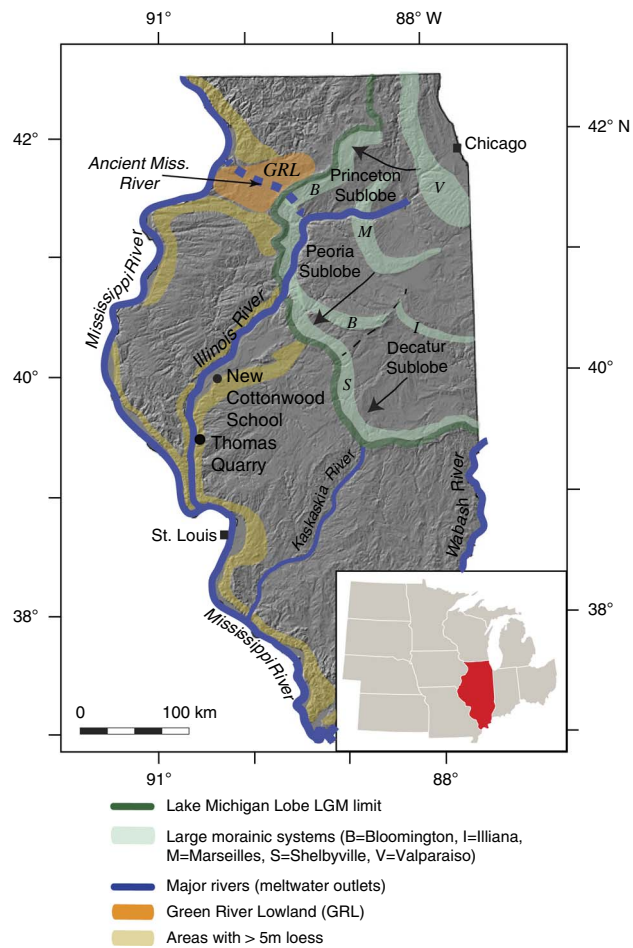 91°
88° W
42°
42° N
Chicago
Ancient Miss.
River
GRL
B
Princeton
Sublobe
V
M
Peoria
Sublobe
Mississippi River
Illinois River
B
I
Decatur
Sublobe
40°
40°
S
New
Cottonwood
School
Thomas
Quarry
Kaskaskia River
Wabash River
St. Louis
38°
38°
Mississippi River
0
100 km
91°
88°
Lake Michigan Lobe LGM limit
Large morainic systems (B=Bloomington, I=Illiana,
M=Marseilles, S=Shelbyville, V=Valparaiso)
Major rivers (meltwater outlets)
Green River Lowland (GRL)
Areas with > 5m loess